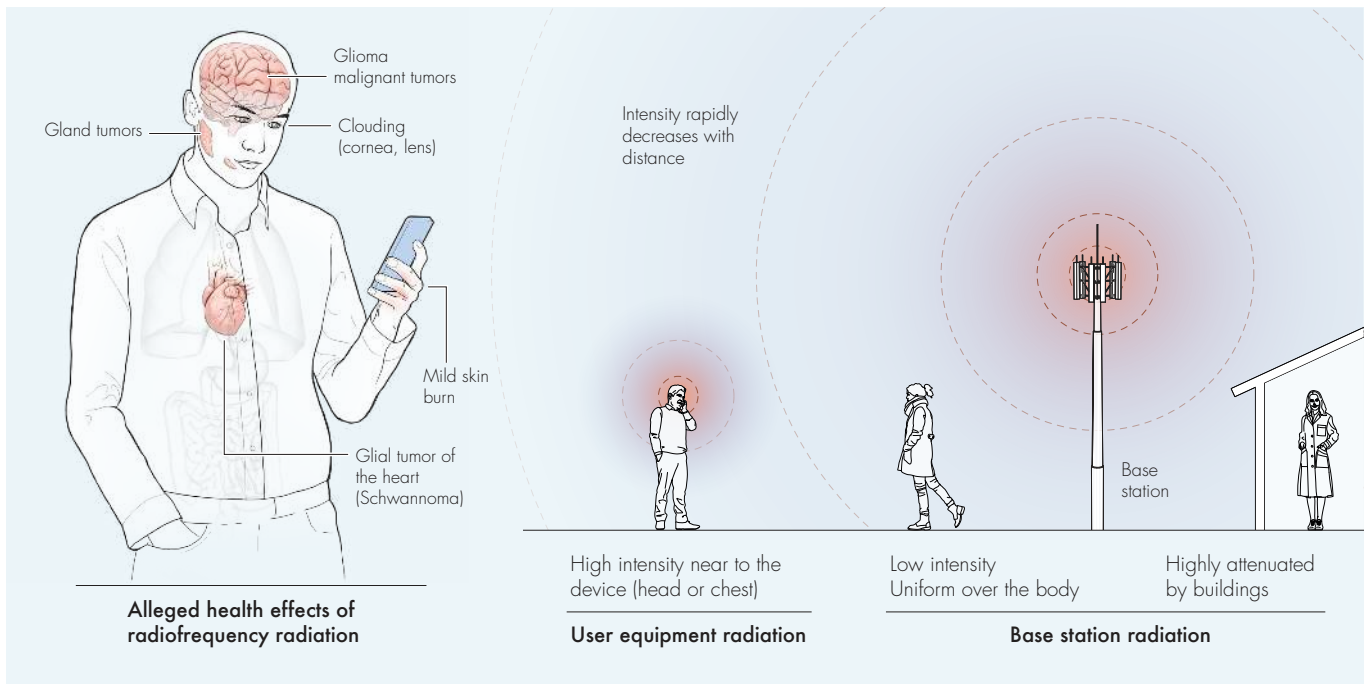 Glioma
malignant tumors
Gland tumors
Clouding
(cornea, lens)
Mild skin
burn
Glial tumor of
the heart
(Schwannoma)
Alleged health effects of
radiofrequency radiation
Intensity rapidly
decreases with
distance
Base
station
High intensity near to the
device (head or chest)
User equipment radiation
Low intensity
Uniform over the body
Highly attenuated
by buildings
Base station radiation